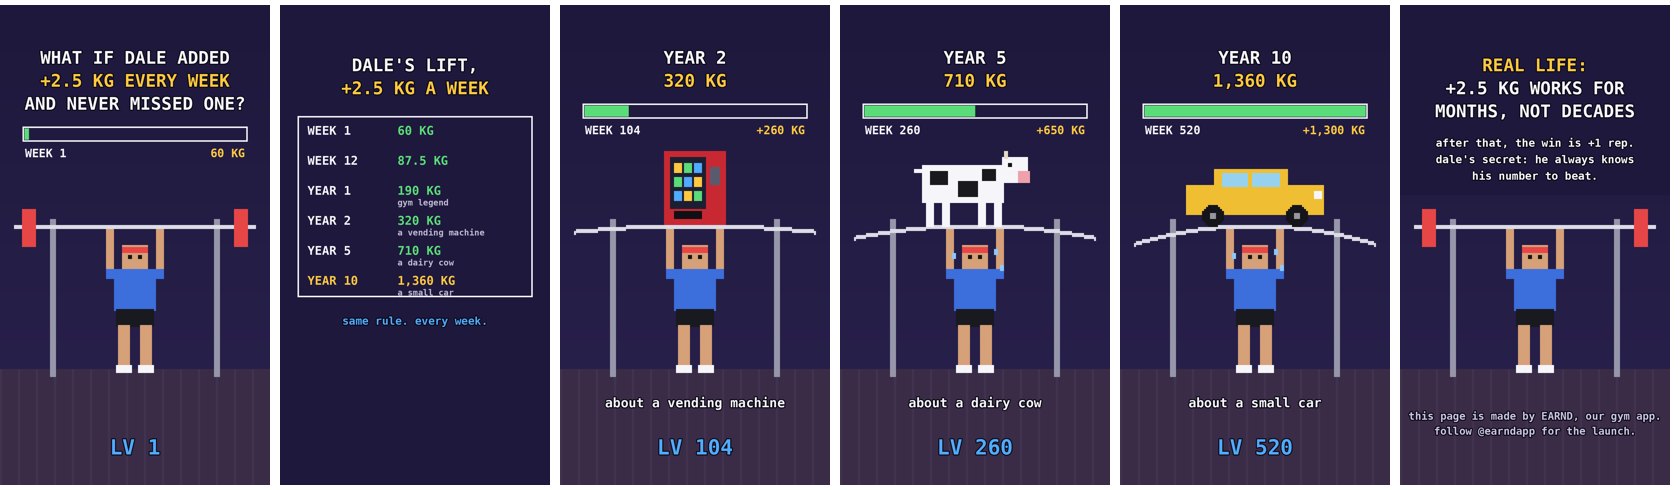 WHAT IF DALE ADDED
+2.5 KG EVERY WEEK
AND NEVER MISSED ONE?
WEEK 1 60 KG
LV 1
DALE'S LIFT,
+2.5 KG A WEEK
WEEK 1 60 KG
WEEK 12 87.5 KG
YEAR 1 190 KG
gym legend
YEAR 2 320 KG
a vending machine
YEAR 5 710 KG
a dairy cow
YEAR 10 1,360 KG
a small car
same rule. every week.
YEAR 2
320 KG
WEEK 104 +260 KG
about a vending machine
LV 104
YEAR 5
710 KG
WEEK 260 +650 KG
about a dairy cow
LV 260
YEAR 10
1,360 KG
WEEK 520 +1,300 KG
about a small car
LV 520
REAL LIFE:
+2.5 KG WORKS FOR
MONTHS, NOT DECADES
after that, the win is +1 rep.
dale's secret: he always knows
his number to beat.
this page is made by EARND, our gym app.
follow @earndapp for the launch.